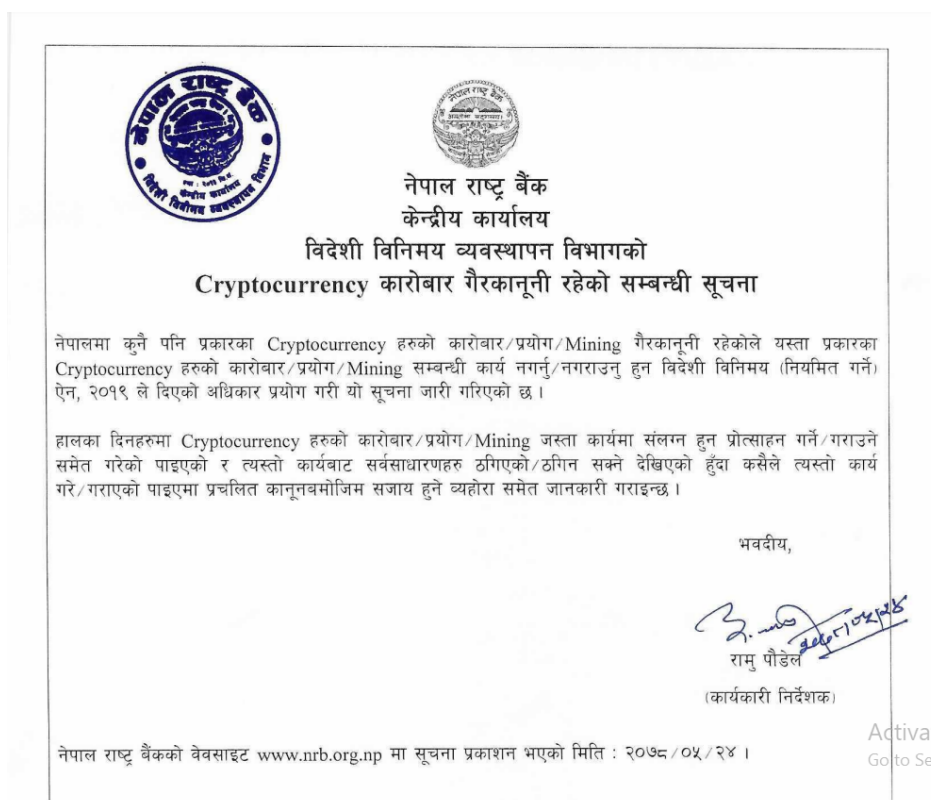 नेपाल राष्ट्र बैंक
विदेशी विनिमय व्यवस्थापन विभाग
केन्द्रीय कार्यालय
नेपाल राष्ट्र बैंक
नेपाल राष्ट्र बैंक
केन्द्रीय कार्यालय
विदेशी विनिमय व्यवस्थापन विभागको
Cryptocurrency कारोबार गैरकानूनी रहेको सम्बन्धी सूचना
नेपालमा कुनै पनि प्रकारका Cryptocurrency हरुको कारोबार/प्रयोग/Mining गैरकानूनी रहेकोले यस्ता प्रकारका
Cryptocurrency हरुको कारोबार/प्रयोग/Mining सम्बन्धी कार्य नगर्नु/नगराउनु हुन विदेशी विनिमय (नियमित गर्ने)
ऐन, २०१९ ले दिएको अधिकार प्रयोग गरी यो सूचना जारी गरिएको छ।
हालका दिनहरुमा Cryptocurrency हरुको कारोबार/प्रयोग/Mining जस्ता कार्यमा संलग्न हुन प्रोत्साहन गर्ने/गराउने
समेत गरेको पाइएको र त्यस्तो कार्यबाट सर्वसाधारणहरु ठगिएको/ठगिन सक्ने देखिएको हुँदा कसैले त्यस्तो कार्य
गरे/गराएको पाइएमा प्रचलित कानूनबमोजिम सजाय हुने व्यहोरा समेत जानकारी गराइन्छ।
भवदीय,
२०७८/०५/२४
रामु पौडेल
(कार्यकारी निर्देशक)
नेपाल राष्ट्र बैंकको वेवसाइट www.nrb.org.np मा सूचना प्रकाशन भएको मिति : २०७८/०५/२४ ।
Activa
Go to Se